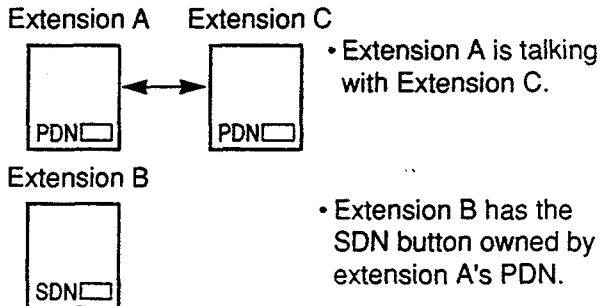 Extension A Extension C
• Extension A is talking
with Extension C.
PDN PDN
Extension B
• Extension B has the
SDN button owned by
extension A's PDN.
SDN